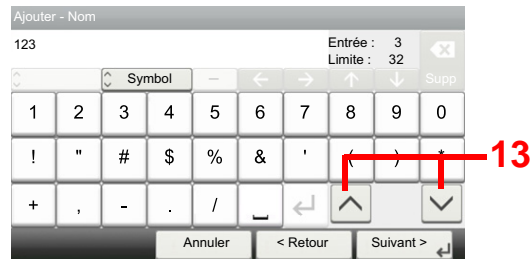 Ajouter - Nom
123
Entrée : 3
Limite : 32
Symbol Supp
1 2 3 4 5 6 7 8 9 0
! " # $ % & ' ( ) *
13
+ , - . / _
Annuler < Retour Suivant >